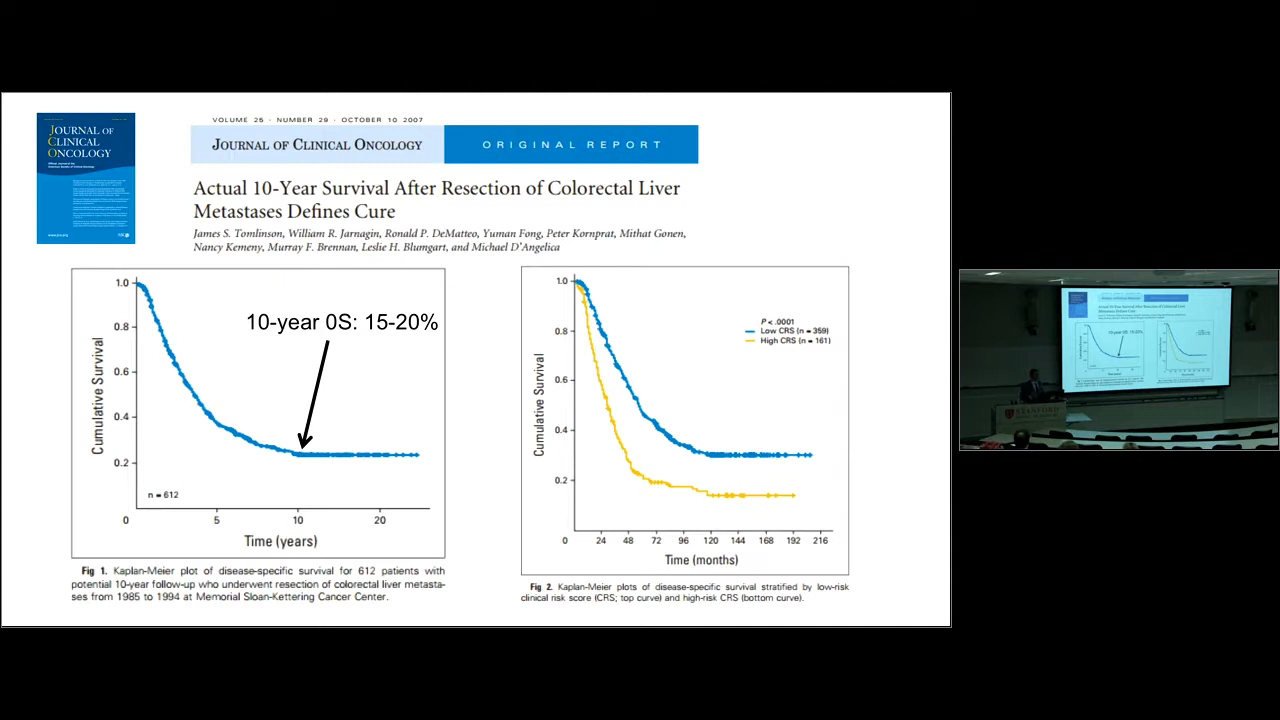 JOURNAL OF
CLINICAL
ONCOLOGY
VOLUME 25 · NUMBER 29 · OCTOBER 10 2007
JOURNAL OF CLINICAL ONCOLOGY
ORIGINAL REPORT
Actual 10-Year Survival After Resection of Colorectal Liver
Metastases Defines Cure
James S. Tomlinson, William R. Jarnagin, Ronald P. DeMatteo, Yuman Fong, Peter Kornprat, Mithat Gonen,
Nancy Kemeny, Murray F. Brennan, Leslie H. Blumgart, and Michael D'Angelica
10-year 0S: 15-20%
Cumulative Survival
1.0
0.8
0.6
0.4
0.2
0
n = 612
5
10
20
Time (years)
Fig 1. Kaplan-Meier plot of disease-specific survival for 612 patients with
potential 10-year follow-up who underwent resection of colorectal liver metasta-
ses from 1985 to 1994 at Memorial Sloan-Kettering Cancer Center.
Cumulative Survival
1.0
0.8
0.6
0.4
0.2
0
P < .0001
Low CRS (n = 359)
High CRS (n = 161)
24
48
72
96
120
144
168
192
216
Time (months)
Fig 2. Kaplan-Meier plots of disease-specific survival stratified by low-risk
clinical risk score (CRS; top curve) and high-risk CRS (bottom curve).
10-year 0S: 15-20%
STANFORD